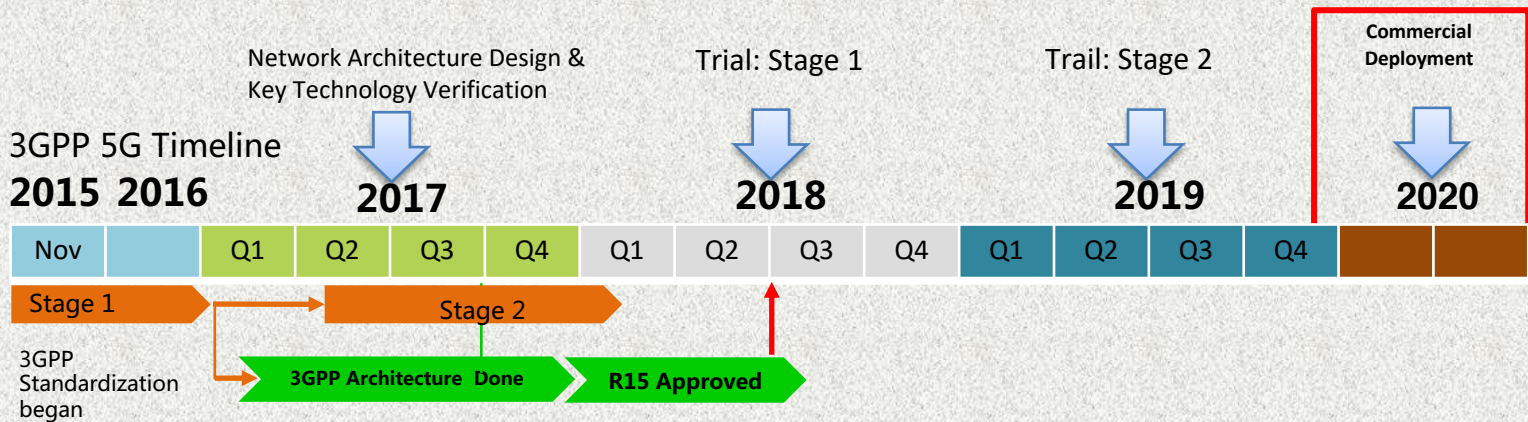 Network Architecture Design &
Key Technology Verification
Trial: Stage 1
Trail: Stage 2
Commercial
Deployment
3GPP 5G Timeline
2015 2016 2017 2018 2019 2020
Nov Q1 Q2 Q3 Q4 Q1 Q2 Q3 Q4 Q1 Q2 Q3 Q4
Stage 1 Stage 2
3GPP
Standardization
began
3GPP Architecture Done
R15 Approved